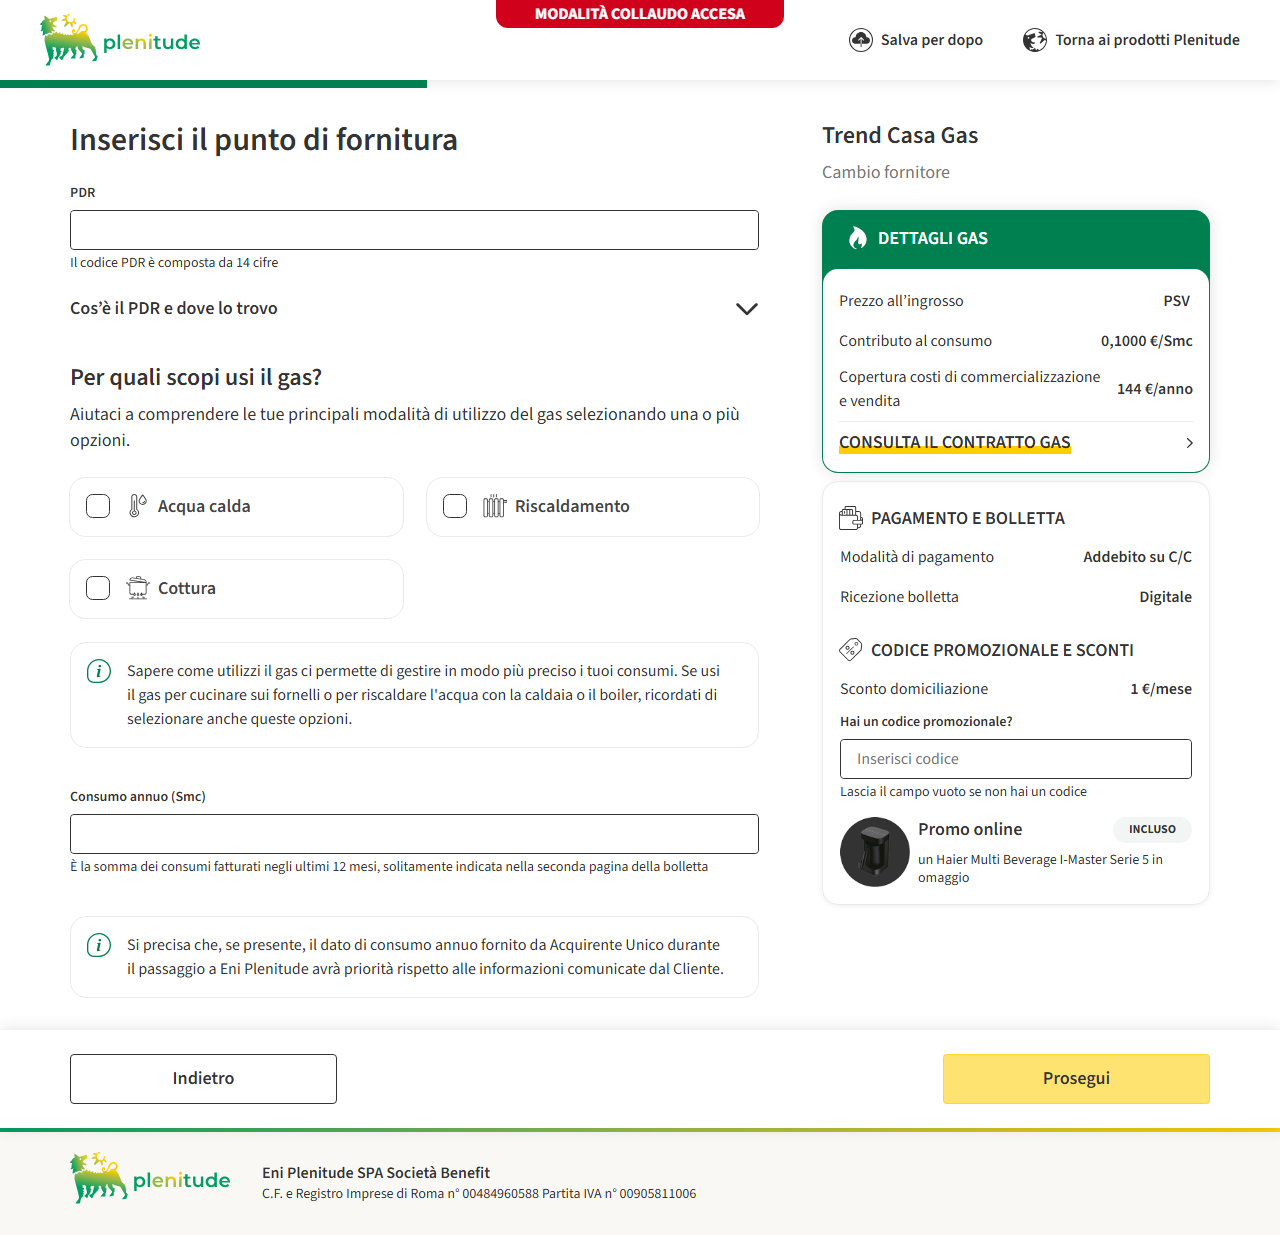 MODALITÀ COLLAUDO ACCESA
plenitude
Salva per dopo
Torna ai prodotti Plenitude
Inserisci il punto di fornitura
PDR
Il codice PDR è composta da 14 cifre
Cos'è il PDR e dove lo trovo
Per quali scopi usi il gas?
Aiutaci a comprendere le tue principali modalità di utilizzo del gas selezionando una o più
opzioni.
Acqua calda
Riscaldamento
Cottura
Sapere come utilizzi il gas ci permette di gestire in modo più preciso i tuoi consumi. Se usi
il gas per cucinare sui fornelli o per riscaldare l'acqua con la caldaia o il boiler, ricordati di
selezionare anche queste opzioni.
Consumo annuo (Smc)
È la somma dei consumi fatturati negli ultimi 12 mesi, solitamente indicata nella seconda pagina della bolletta
Si precisa che, se presente, il dato di consumo annuo fornito da Acquirente Unico durante
il passaggio a Eni Plenitude avrà priorità rispetto alle informazioni comunicate dal Cliente.
Trend Casa Gas
Cambio fornitore
DETTAGLI GAS
Prezzo all'ingrosso PSV
Contributo al consumo 0,1000 €/Smc
Copertura costi di commercializzazione
e vendita 144 €/anno
CONSULTA IL CONTRATTO GAS
PAGAMENTO E BOLLETTA
Modalità di pagamento Addebito su C/C
Ricezione bolletta Digitale
CODICE PROMOZIONALE E SCONTI
Sconto domiciliazione 1 €/mese
Hai un codice promozionale?
Inserisci codice
Lascia il campo vuoto se non hai un codice
Promo online INCLUSO
un Haier Multi Beverage I-Master Serie 5 in
omaggio
Indietro
Prosegui
plenitude
Eni Plenitude SPA Società Benefit
C.F. e Registro Imprese di Roma n° 00484960588 Partita IVA n° 00905811006